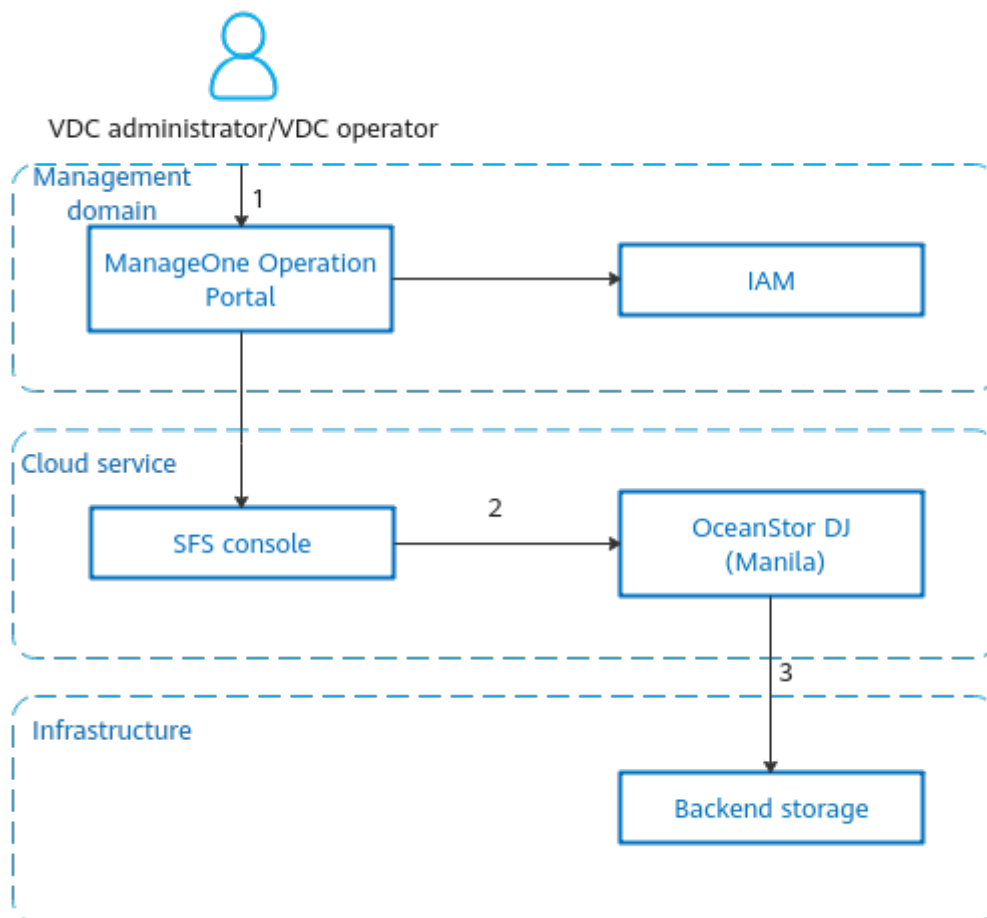 VDC administrator/VDC operator
Management
domain
1
ManageOne Operation
Portal
IAM
Cloud service
SFS console
2
OceanStor DJ
(Manila)
3
Infrastructure
Backend storage